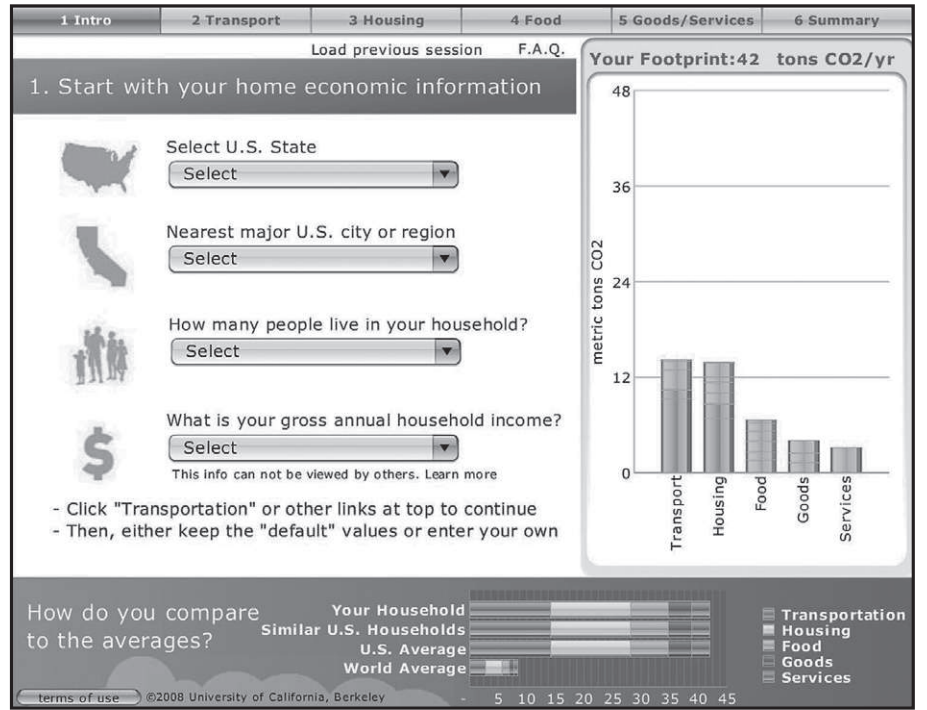 1 Intro 2 Transport 3 Housing 4 Food 5 Goods/Services 6 Summary
Load previous session F.A.Q.
1. Start with your home economic information
Select U.S. State
Select
Nearest major U.S. city or region
Select
How many people live in your household?
Select
$
What is your gross annual household income?
Select
This info can not be viewed by others. Learn more
- Click "Transportation" or other links at top to continue
- Then, either keep the "default" values or enter your own
Your Footprint:42 tons CO2/yr
metric tons CO2
48
36
24
12
0
Transport
Housing
Food
Goods
Services
How do you compare
to the averages?
Your Household
Similar U.S. Households
U.S. Average
World Average
- 5 10 15 20 25 30 35 40 45
Transportation
Housing
Food
Goods
Services
terms of use ©2008 University of California, Berkeley